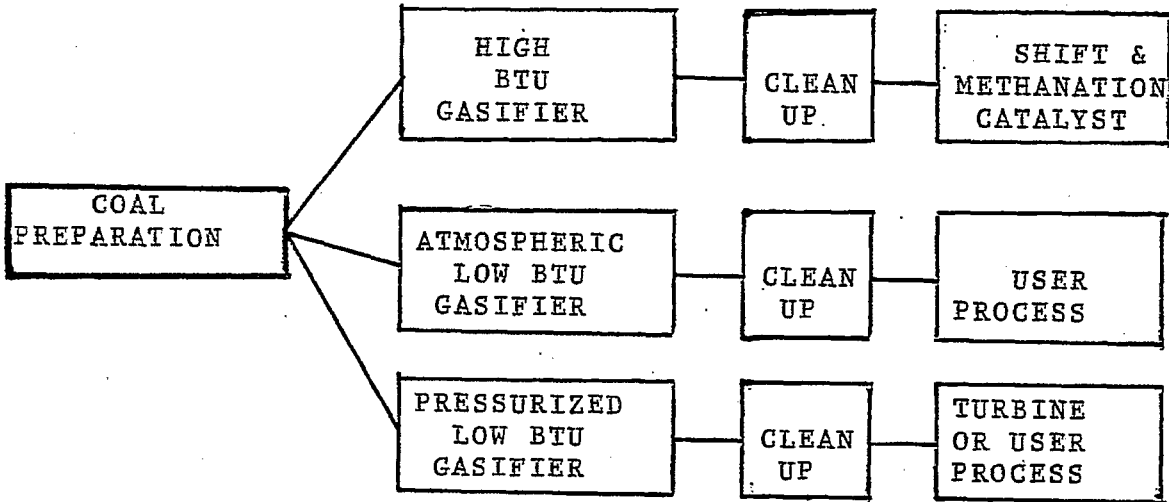 COAL
PREPARATION
HIGH
BTU
GASIFIER
CLEAN
UP.
SHIFT &
METHANATION
CATALYST
ATMOSPHERIC
LOW BTU
GASIFIER
CLEAN
UP
USER
PROCESS
PRESSURIZED
LOW BTU
GASIFIER
CLEAN
UP
TURBINE
OR USER
PROCESS